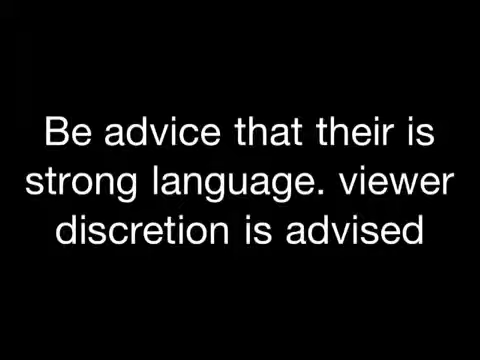 Be advice that their is
strong language. viewer
discretion is advised